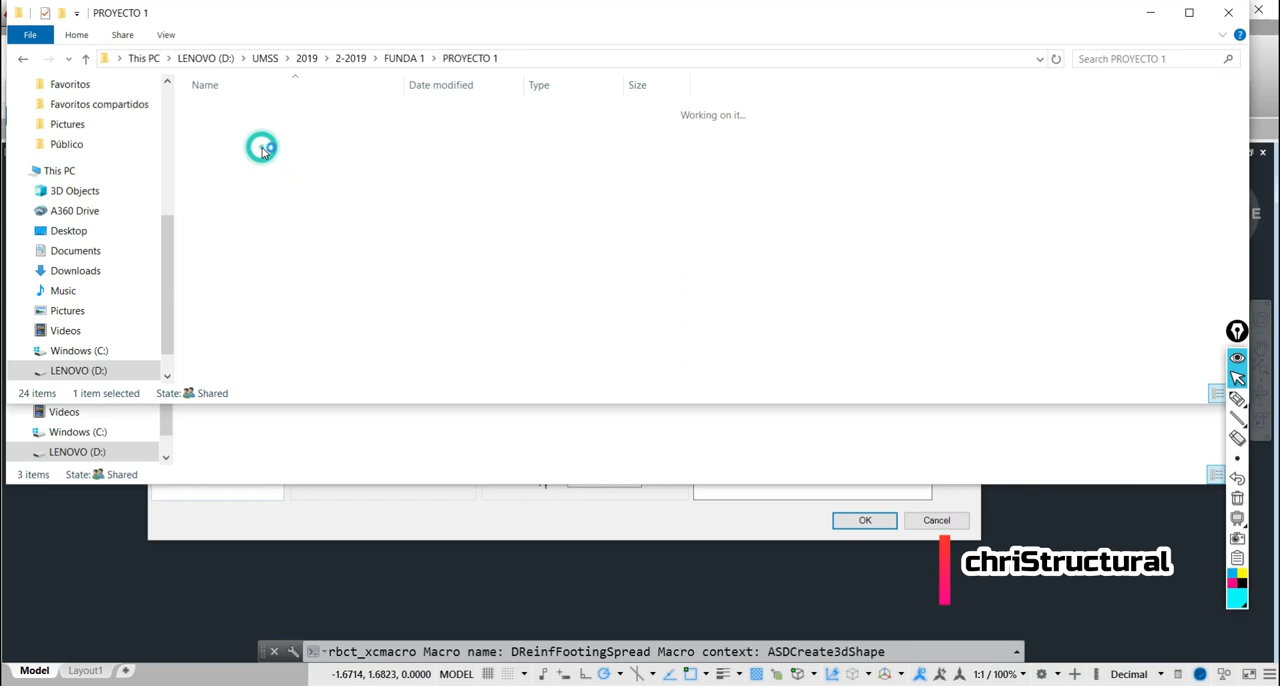 PROYECTO 1
File Home Share View
This PC LENOVO (D:) UMSS 2019 2-2019 FUNDA 1 PROYECTO 1
Search PROYECTO 1
Name Date modified Type Size
Working on it...
Favoritos
Favoritos compartidos
Pictures
Público
This PC
3D Objects
A360 Drive
Desktop
Documents
Downloads
Music
Pictures
Videos
Windows (C:)
LENOVO (D:)
24 items 1 item selected State: Shared
Videos
Windows (C:)
LENOVO (D:)
3 items State: Shared
OK Cancel
chriStructural
rbct_xcmacro Macro name: DReinfFootingSpread Macro context: ASDCreate3dShape
Model Layout1
-1.6714, 1.6823, 0.0000 MODEL 1:1 / 100% Decimal